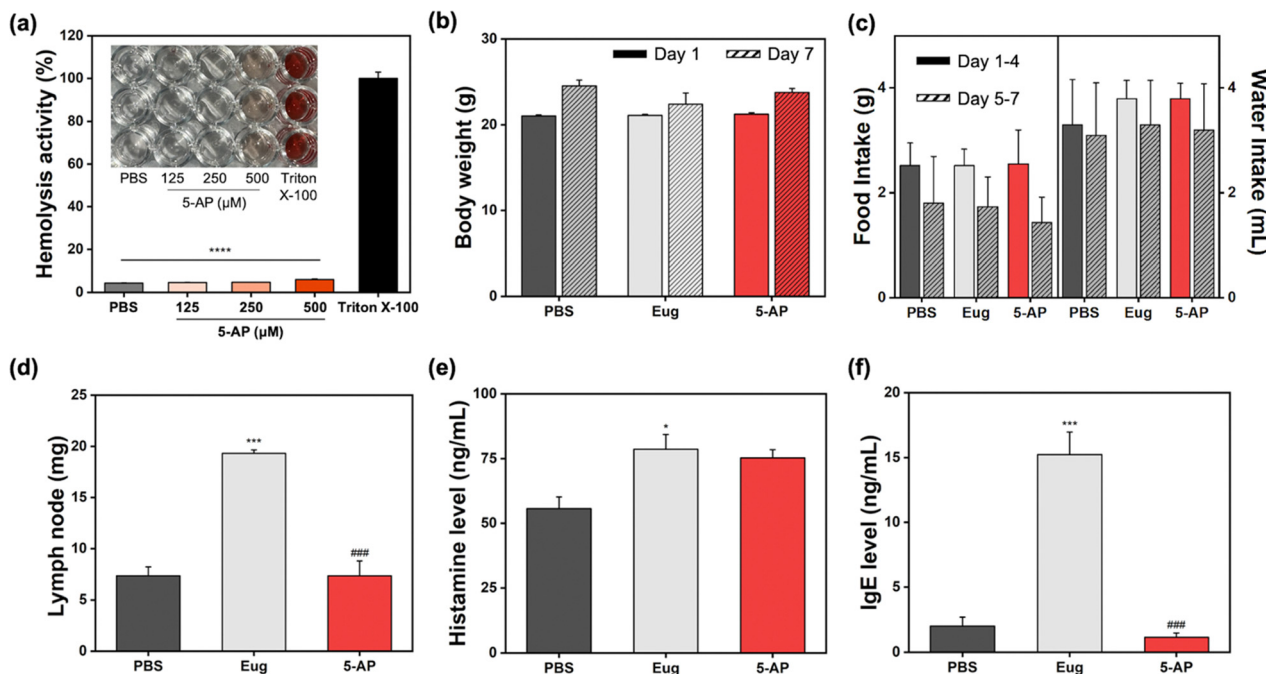 (a)
Hemolysis activity (%)
120
100
80
60
40
20
0
PBS 125 250 500 Triton
X-100
5-AP (µM)
****
PBS 125 250 500 Triton X-100
5-AP (µM)
(b)
Body weight (g)
30
20
10
0
Day 1 Day 7
PBS Eug 5-AP
(c)
Food Intake (g)
4
2
0
Day 1-4
Day 5-7
4
2
0
Water Intake
(mL)
PBS Eug 5-AP PBS Eug 5-AP
(d)
Lymph node (mg)
25
20
15
10
5
0
***
###
PBS Eug 5-AP
(e)
Histamine level (ng/mL)
100
75
50
25
0
*
PBS Eug 5-AP
(f)
IgE level (ng/mL)
20
15
10
5
0
***
###
PBS Eug 5-AP